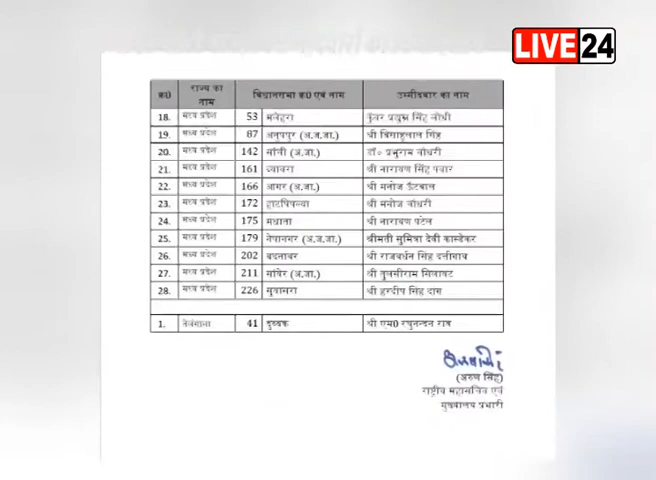 LIVE24
क्र0 राज्य का नाम विधानसभा क्र0 एवं नाम उम्मीदवार का नाम
18. मध्य प्रदेश 53 मलेहरा कुंवर प्रद्युम्न सिंह लोधी
19. मध्य प्रदेश 87 अनुपपुर (अ.ज.जा.) श्री बिसाहूलाल सिंह
20. मध्य प्रदेश 142 सांची (अ.जा.) डॉ० प्रभुराम चौधरी
21. मध्य प्रदेश 161 ब्यावरा श्री नारायण सिंह पवार
22. मध्य प्रदेश 166 आगर (अ.जा.) श्री मनोज ऊँटवाल
23. मध्य प्रदेश 172 हाटपिपल्या श्री मनोज चौधरी
24. मध्य प्रदेश 175 मंधाता श्री नारायण पटेल
25. मध्य प्रदेश 179 नेपानगर (अ.ज.जा.) श्रीमती सुमित्रा देवी कास्डेकर
26. मध्य प्रदेश 202 बदनावर श्री राजवर्धन सिंह दत्तीगांव
27. मध्य प्रदेश 211 सांवेर (अ.जा.) श्री तुलसीराम सिलावट
28. मध्य प्रदेश 226 सुवासरा श्री हरदीप सिंह डांग
1. तेलंगाना 41 दुब्बक श्री एम0 रघुनन्दन राव
(अरुण सिंह)
राष्ट्रीय महासचिव एवं
मुख्यालय प्रभारी